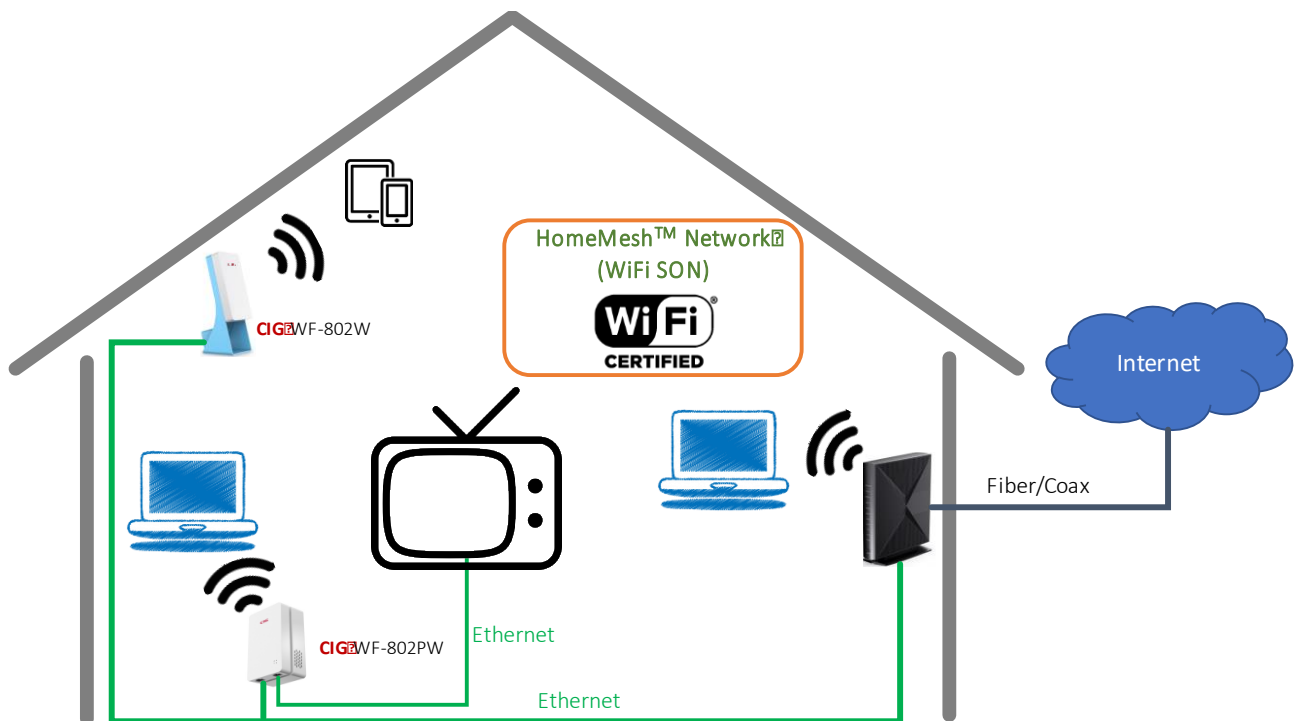 HomeMesh™ Network⍰
(WiFi SON)
Wi Fi®
CERTIFIED
CIG⍰WF-802W
Internet
Fiber/Coax
Ethernet
CIG⍰WF-802PW
Ethernet